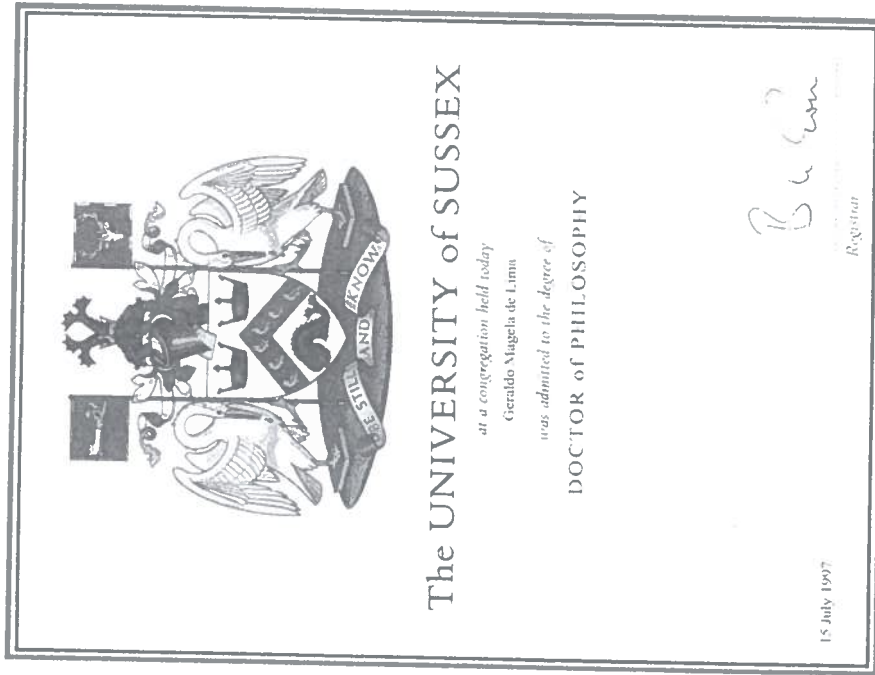 BE STILL AND KNOW
The UNIVERSITY of SUSSEX
at a congregation held today
Geraldo Magela de Lima
was admitted to the degree of
DOCTOR of PHILOSOPHY
15 July 1997
Registrar